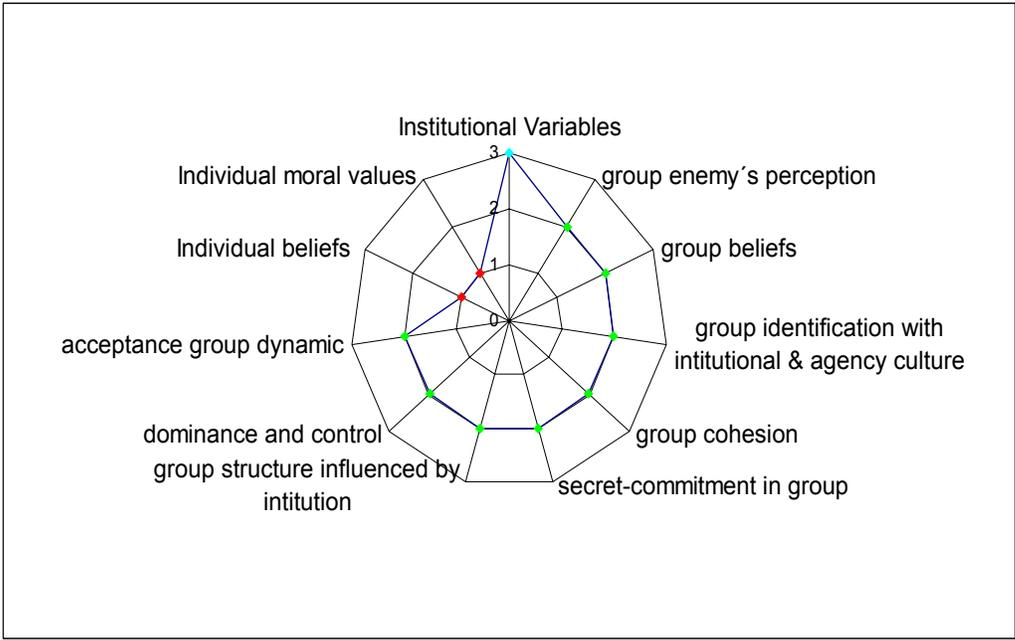 Institutional Variables
3
Individual moral values
group enemy´s perception
2
Individual beliefs
group beliefs
1
0
group identification with
intitutional & agency culture
acceptance group dynamic
dominance and control
group cohesion
group structure influenced by
intitution
secret-commitment in group